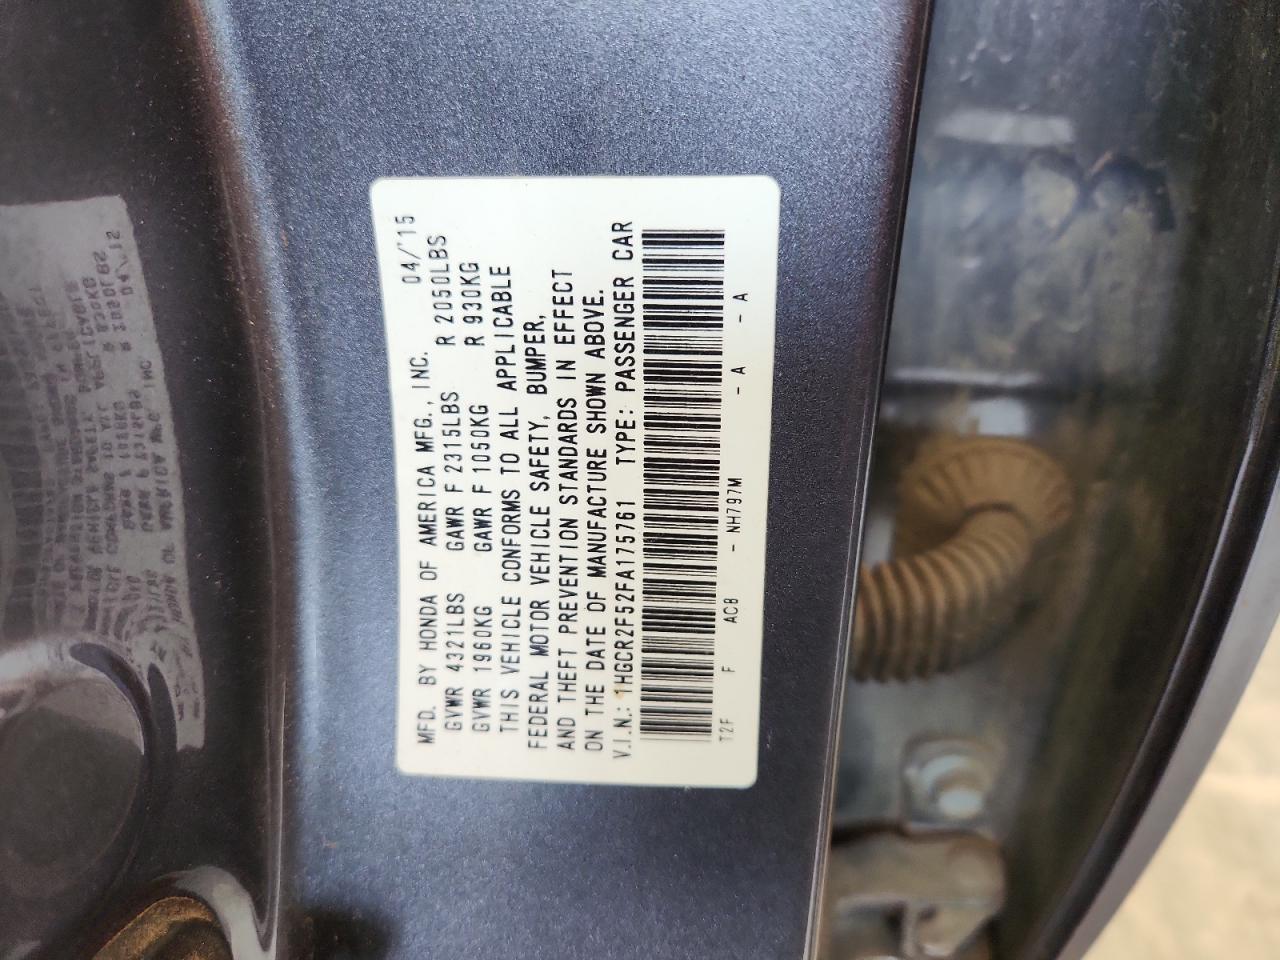 MFD. BY HONDA OF AMERICA MFG., INC. 04/'15
GVWR 4321LBS GAWR F 2315LBS R 2050LBS
GVWR 1960KG GAWR F 1050KG R 930KG
THIS VEHICLE CONFORMS TO ALL APPLICABLE
FEDERAL MOTOR VEHICLE SAFETY, BUMPER,
AND THEFT PREVENTION STANDARDS IN EFFECT
ON THE DATE OF MANUFACTURE SHOWN ABOVE.
V.I.N.: 1HGCR2F52FA175761 TYPE: PASSENGER CAR
T2F F AC8 - NH797M - A - A